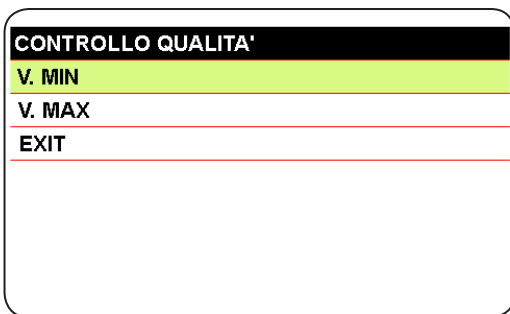 CONTROLLO QUALITA'
V. MIN
V. MAX
EXIT